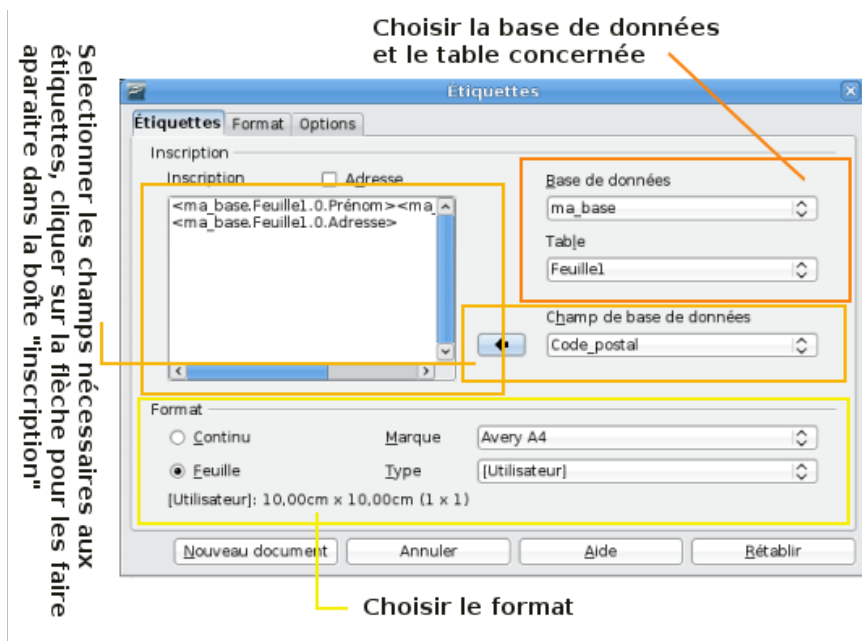 Choisir la base de données
et le table concernée
Selectionner les champs nécessaires aux
étiquettes, cliquer sur la flèche pour les faire
aparaitre dans la boîte "inscription"
Étiquettes
Étiquettes Format Options
Inscription
Inscription Adresse
<ma_base.Feuille1.0.Prénom><ma_
<ma_base.Feuille1.0.Adresse>
Base de données
ma_base
Table
Feuille1
Champ de base de données
Code_postal
Format
Continu Marque Avery A4
Feuille Type [Utilisateur]
[Utilisateur]: 10,00cm x 10,00cm (1 x 1)
Nouveau document Annuler Aide Rétablir
Choisir le format